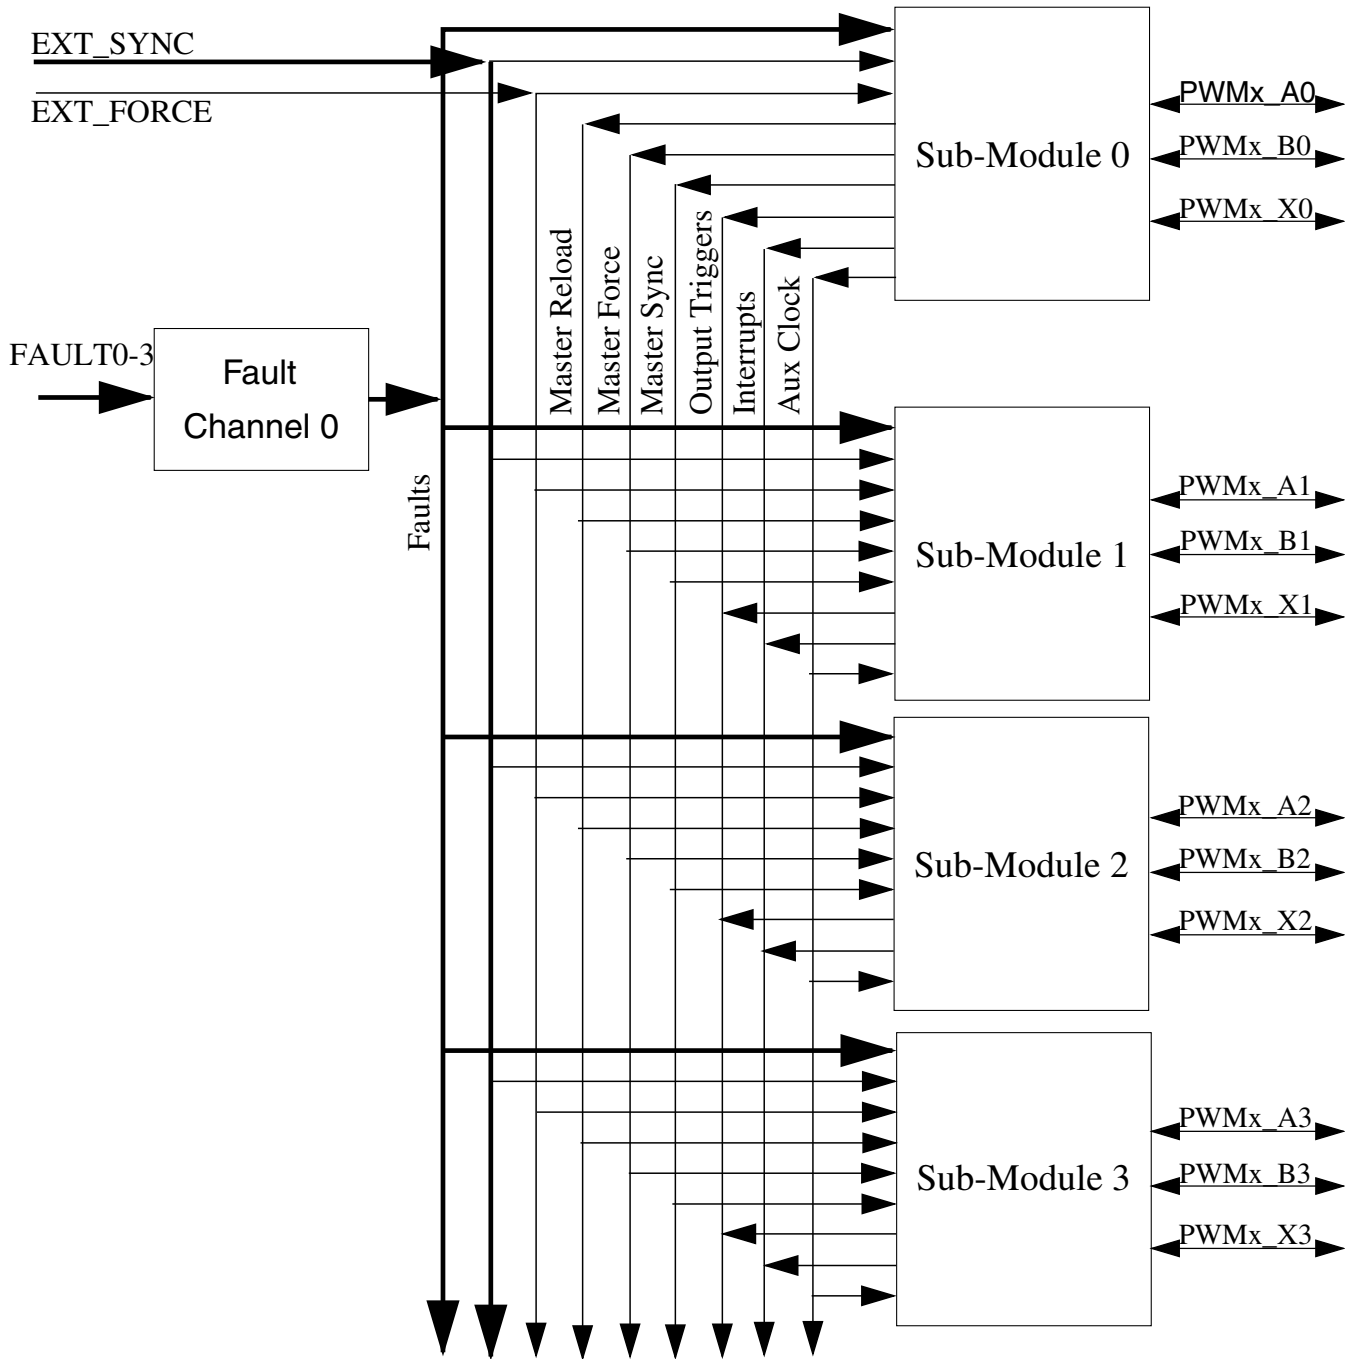 EXT_SYNC
EXT_FORCE
PWMx_A0
Sub-Module 0
PWMx_B0
PWMx_X0
Master Reload
Master Force
Master Sync
Output Triggers
Interrupts
Aux Clock
FAULT0-3
Fault
Channel 0
Faults
PWMx_A1
Sub-Module 1
PWMx_B1
PWMx_X1
PWMx_A2
Sub-Module 2
PWMx_B2
PWMx_X2
PWMx_A3
Sub-Module 3
PWMx_B3
PWMx_X3